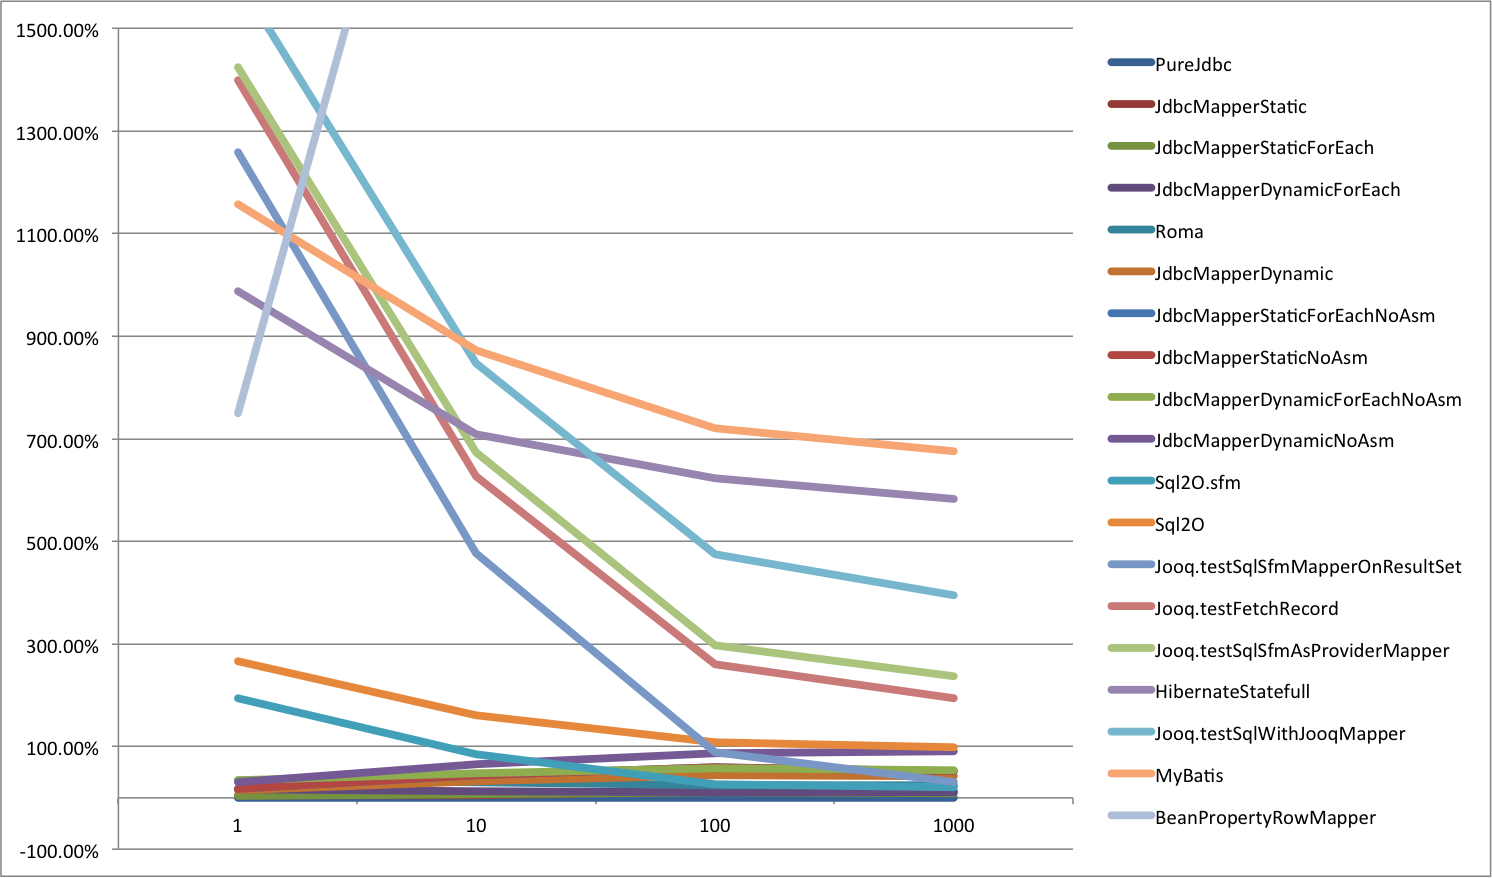 1500.00%
1300.00%
1100.00%
900.00%
700.00%
500.00%
300.00%
100.00%
-100.00%
1 10 100 1000
PureJdbc
JdbcMapperStatic
JdbcMapperStaticForEach
JdbcMapperDynamicForEach
Roma
JdbcMapperDynamic
JdbcMapperStaticForEachNoAsm
JdbcMapperStaticNoAsm
JdbcMapperDynamicForEachNoAsm
JdbcMapperDynamicNoAsm
Sql2O.sfm
Sql2O
Jooq.testSqlSfmMapperOnResultSet
Jooq.testFetchRecord
Jooq.testSqlSfmAsProviderMapper
HibernateStatefull
Jooq.testSqlWithJooqMapper
MyBatis
BeanPropertyRowMapper